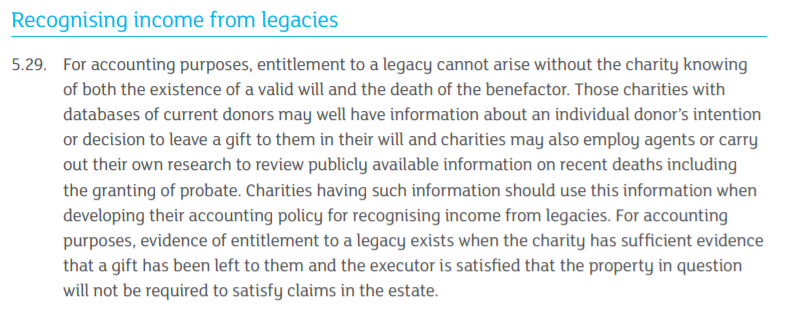 Recognising income from legacies
5.29. For accounting purposes, entitlement to a legacy cannot arise without the charity knowing
of both the existence of a valid will and the death of the benefactor. Those charities with
databases of current donors may well have information about an individual donor's intention
or decision to leave a gift to them in their will and charities may also employ agents or carry
out their own research to review publicly available information on recent deaths including
the granting of probate. Charities having such information should use this information when
developing their accounting policy for recognising income from legacies. For accounting
purposes, evidence of entitlement to a legacy exists when the charity has sufficient evidence
that a gift has been left to them and the executor is satisfied that the property in question
will not be required to satisfy claims in the estate.